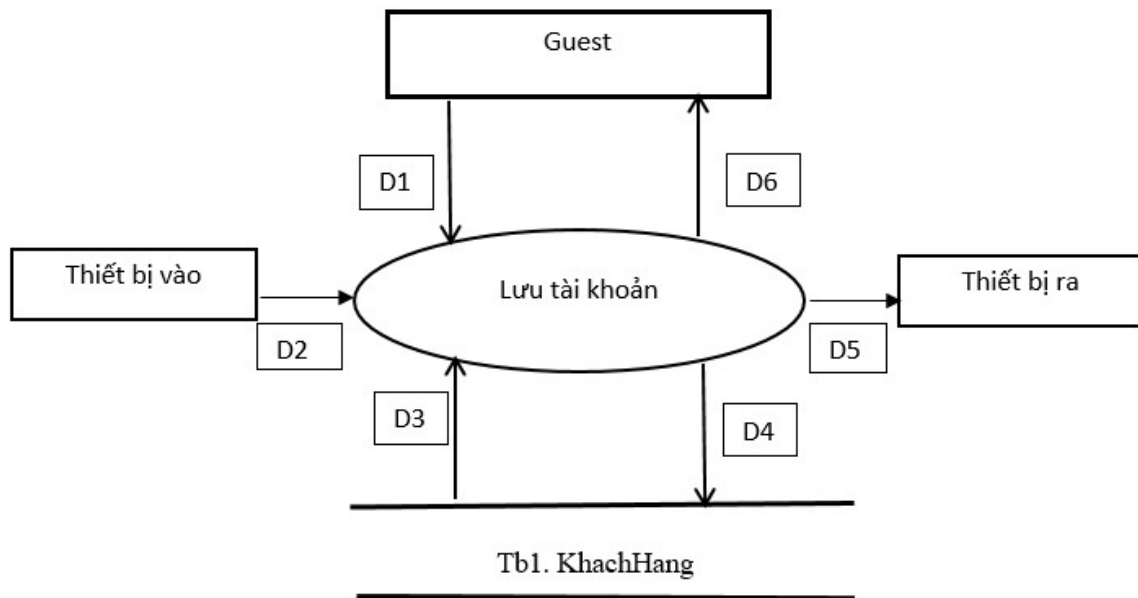 Guest
D1
D6
Thiết bị vào
Lưu tài khoản
Thiết bị ra
D2
D5
D3
D4
Tb1. KhachHang